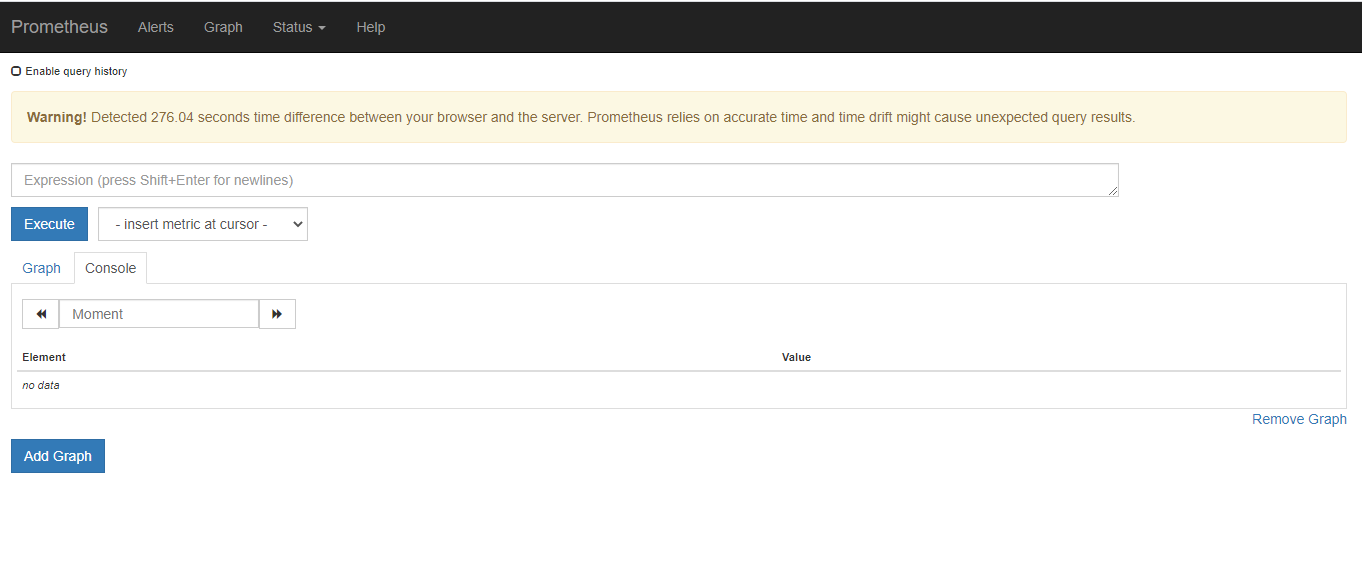 Prometheus Alerts Graph Status Help
Enable query history
Warning! Detected 276.04 seconds time difference between your browser and the server. Prometheus relies on accurate time and time drift might cause unexpected query results.
Expression (press Shift+Enter for newlines)
Execute - insert metric at cursor -
Graph Console
Moment
Element Value
no data
Remove Graph
Add Graph